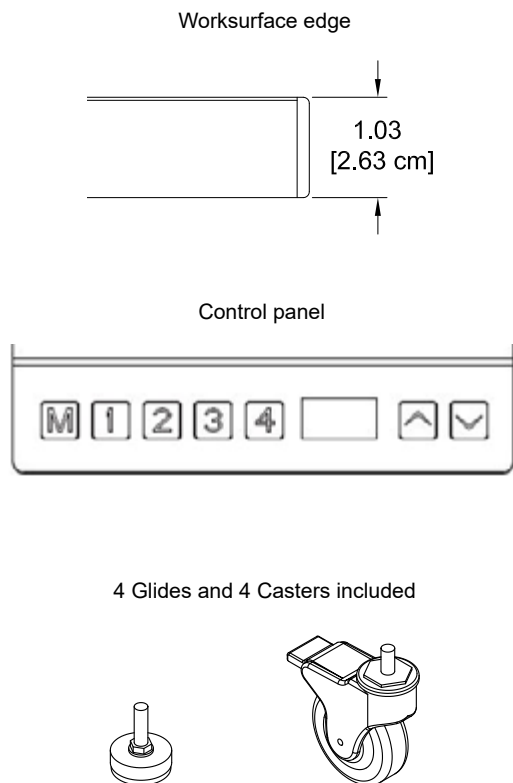 Worksurface edge
1.03
[2.63 cm]
Control panel
M 1 2 3 4
4 Glides and 4 Casters included